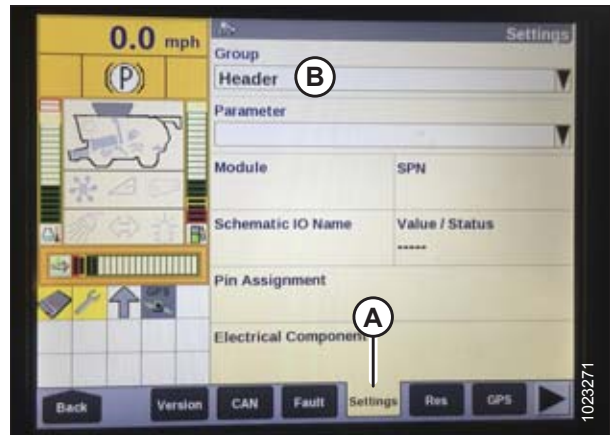 0.0 mph
(P)
Settings
Group
Header
B
Parameter
Module
SPN
Schematic IO Name
Value / Status
-----
Pin Assignment
A
Electrical Component
Back
Version
CAN
Fault
Settings
Res
GPS
1023271